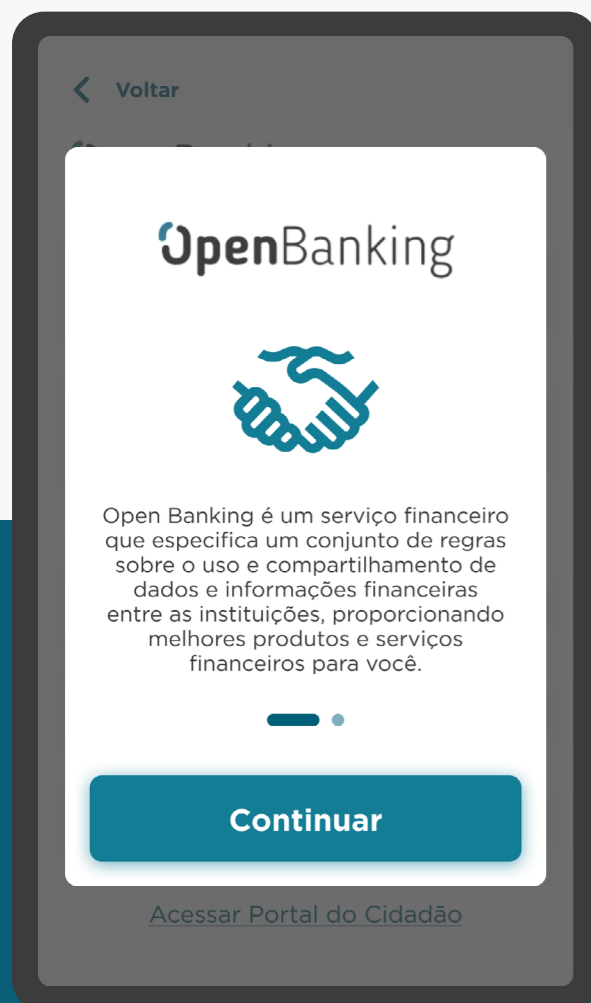 Voltar
OpenBanking
Open Banking é um serviço financeiro
que especifica um conjunto de regras
sobre o uso e compartilhamento de
dados e informações financeiras
entre as instituições, proporcionando
melhores produtos e serviços
financeiros para você.
Continuar
Acessar Portal do Cidadão